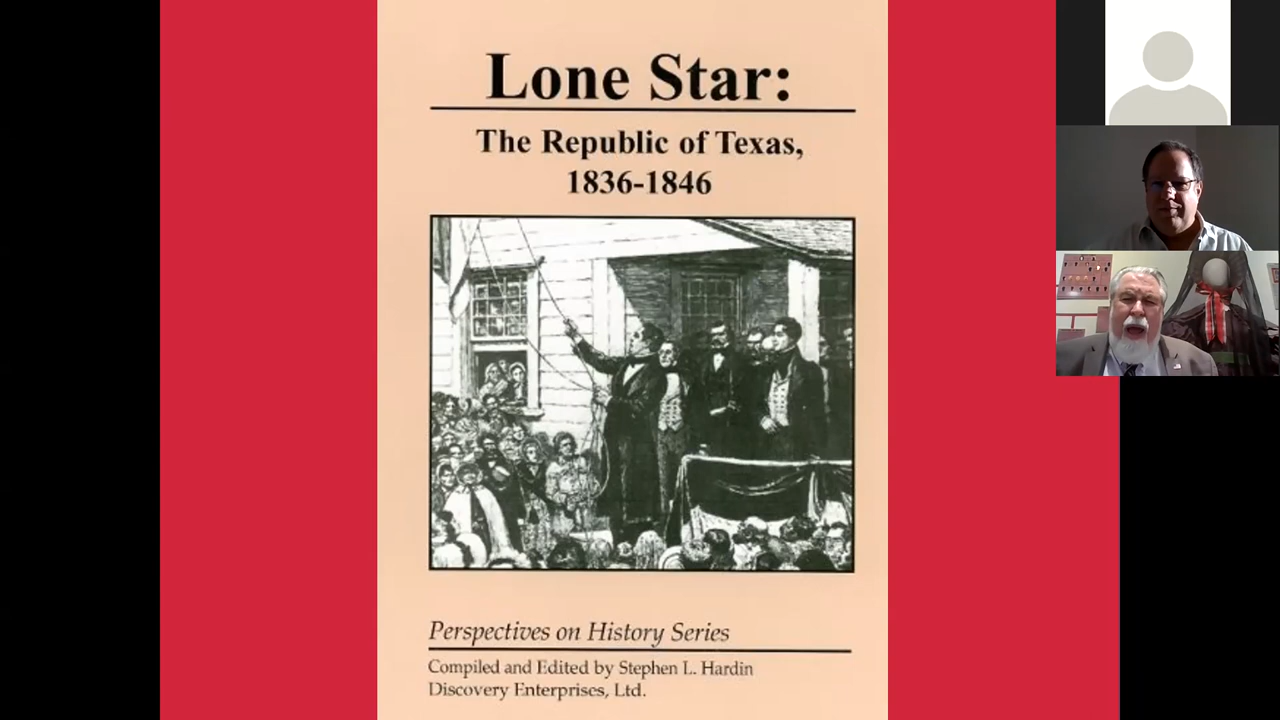 Lone Star:
The Republic of Texas,
1836-1846
Perspectives on History Series
Compiled and Edited by Stephen L. Hardin
Discovery Enterprises, Ltd.